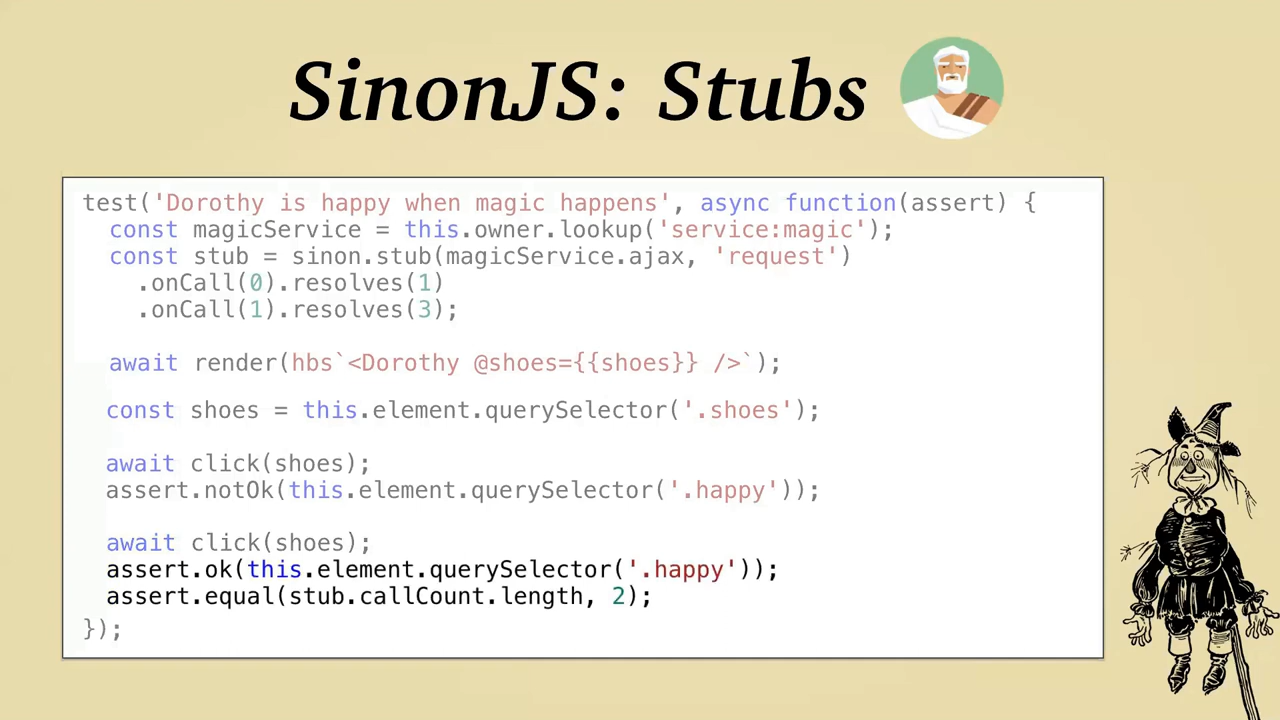 SinonJS: Stubs
test('Dorothy is happy when magic happens', async function(assert) {
const magicService = this.owner.lookup('service:magic');
const stub = sinon.stub(magicService.ajax, 'request')
.onCall(0).resolves(1)
.onCall(1).resolves(3);
await render(hbs`<Dorothy @shoes={{shoes}} />`);
const shoes = this.element.querySelector('.shoes');
await click(shoes);
assert.notOk(this.element.querySelector('.happy'));
await click(shoes);
assert.ok(this.element.querySelector('.happy'));
assert.equal(stub.callCount.length, 2);
});